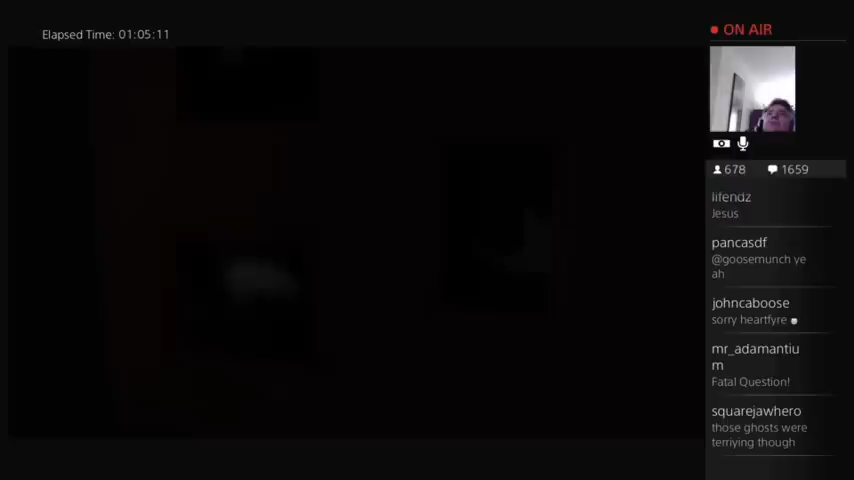 Elapsed Time: 01:05:11
ON AIR
678 1659
lifendz
Jesus
pancasdf
@goosemunch ye
ah
johncaboose
sorry heartfyre
mr_adamantiu
m
Fatal Question!
squarejawhero
those ghosts were
terriying though